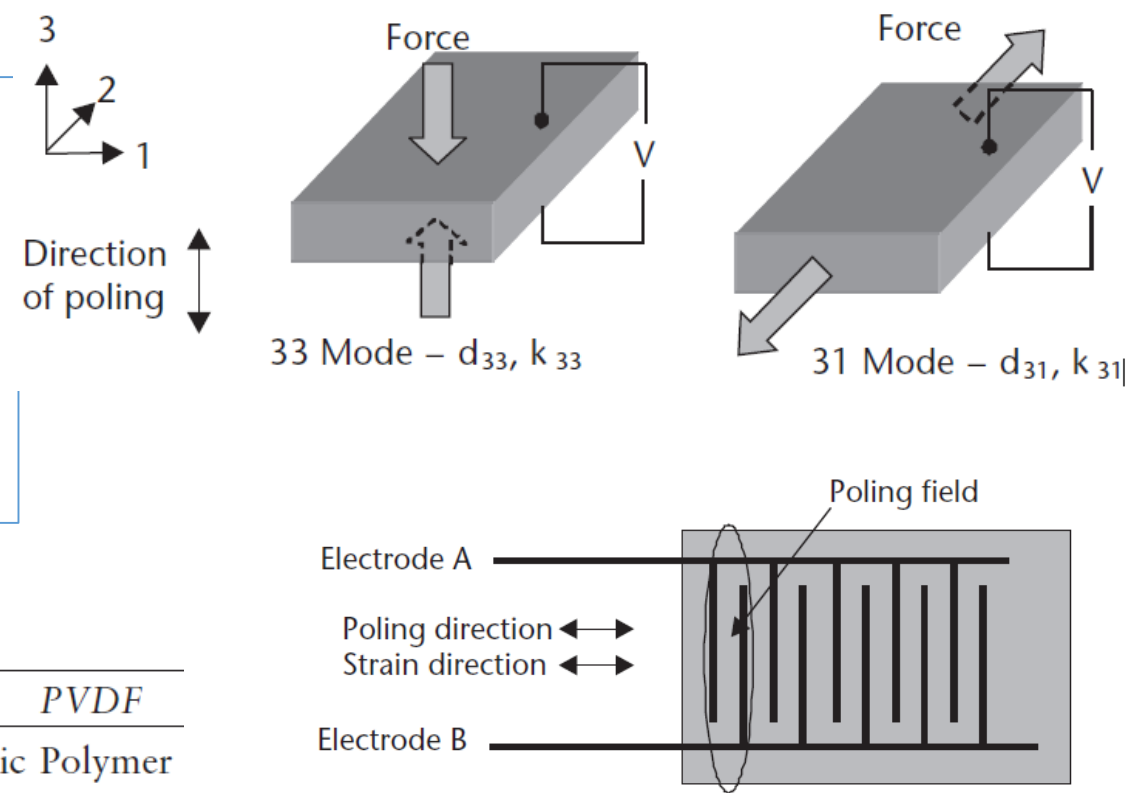 3
2
1
Direction
of poling
Force
V
33 Mode – d33, k 33
Force
V
31 Mode – d31, k 31
Poling field
Electrode A
Poling direction
Strain direction
Electrode B
PVDF
ic Polymer